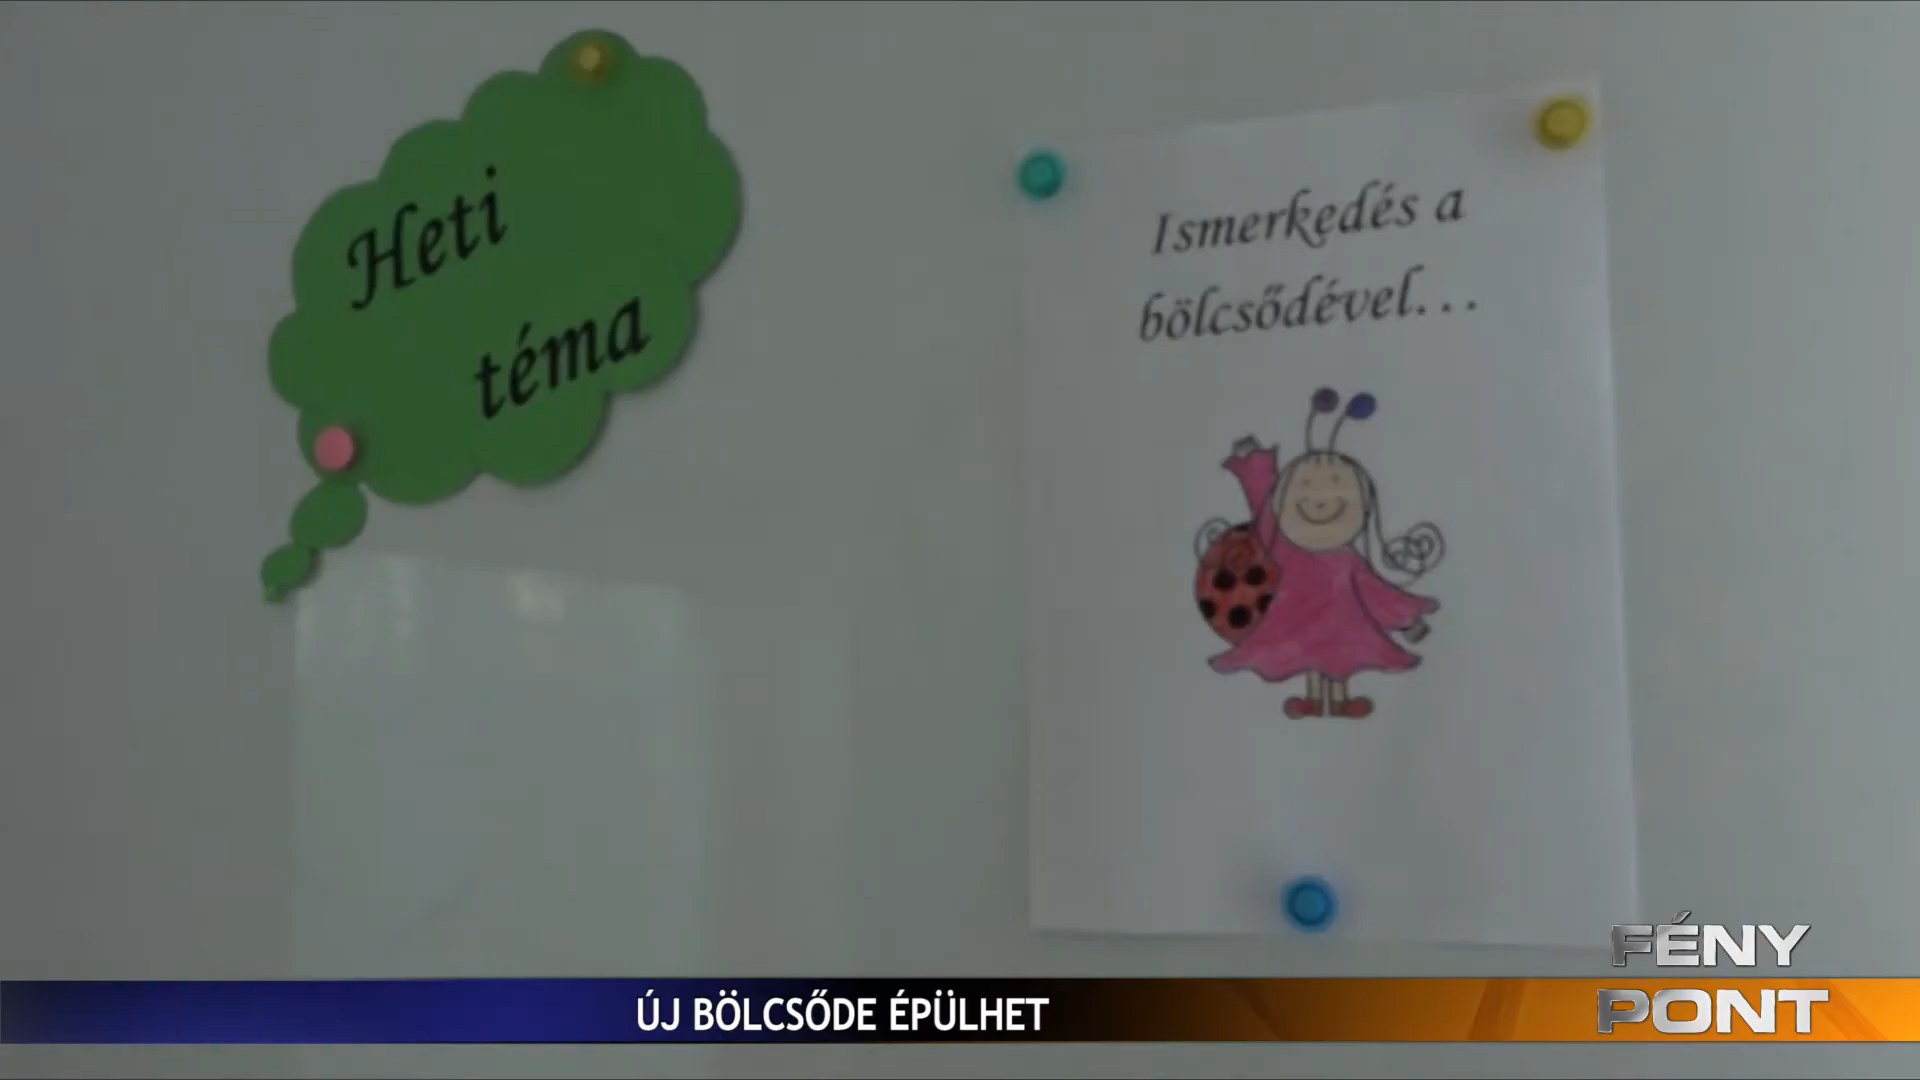 Heti
téma
Ismerkedés a
bölcsődével...
ÚJ BÖLCSŐDE ÉPÜLHET
FÉNY
PONT